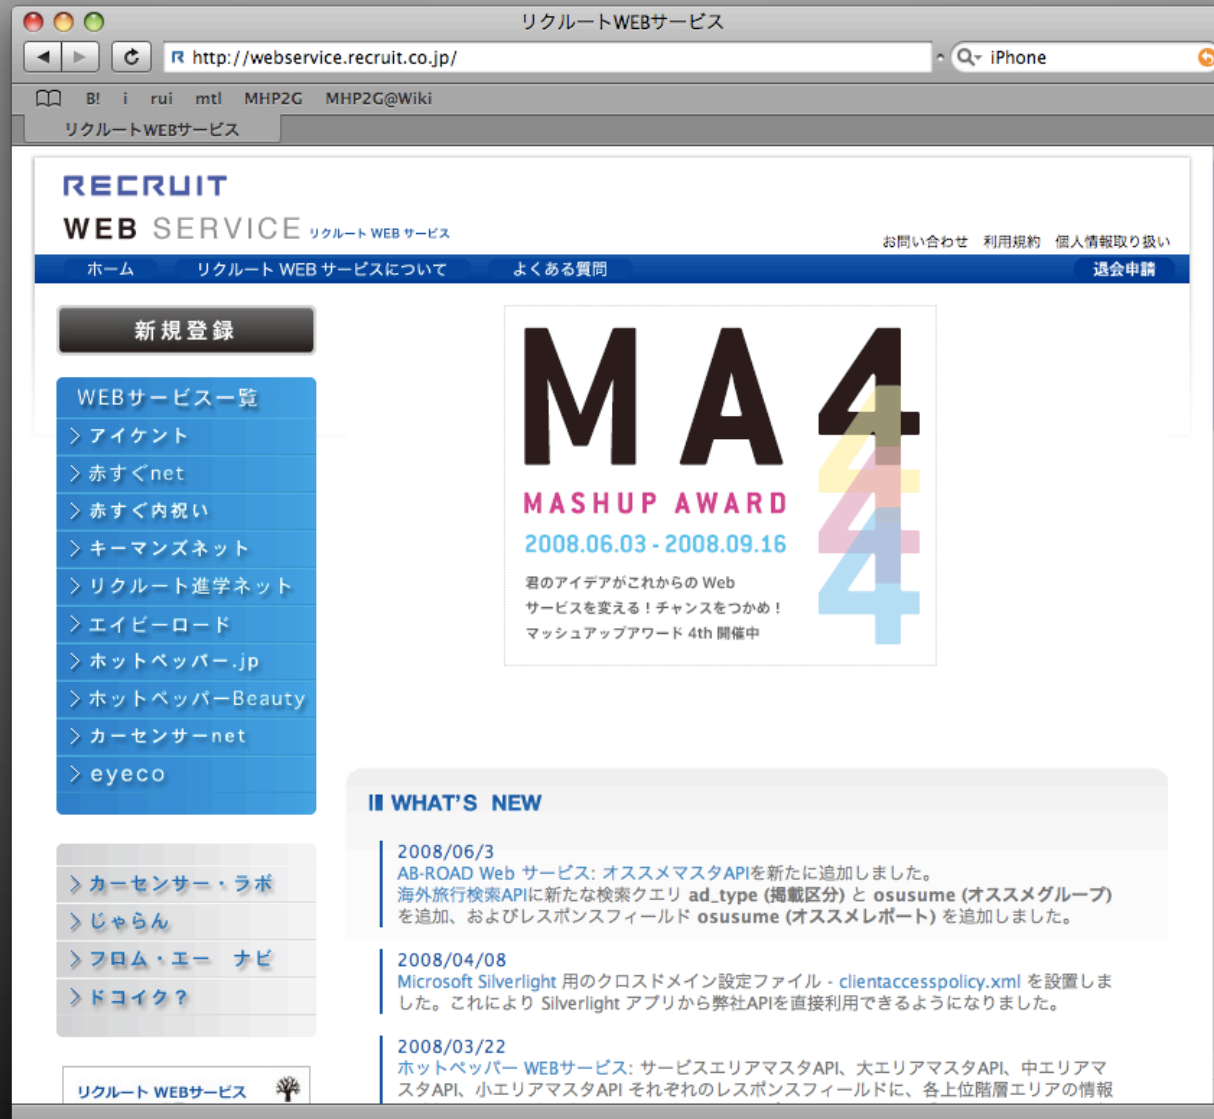 リクルートWEBサービス
http://webservice.recruit.co.jp/
iPhone
B! i rui mtl MHP2G MHP2G@Wiki
リクルートWEBサービス
RECRUIT
WEB SERVICE リクルート WEB サービス
お問い合わせ 利用規約 個人情報取り扱い
ホーム リクルート WEB サービスについて よくある質問 退会申請
新規登録
WEBサービス一覧
アイケント
赤すぐnet
赤すぐ内祝い
キーマンズネット
リクルート進学ネット
エイビーロード
ホットペッパー.jp
ホットペッパーBeauty
カーセンサーnet
eyeco
カーセンサー・ラボ
じゃらん
フロム・エー ナビ
ドコイク？
リクルート WEBサービス
MA4
MASHUP AWARD
2008.06.03 - 2008.09.16
君のアイデアがこれからの Web
サービスを変える！チャンスをつかめ！
マッシュアップアワード 4th 開催中
WHAT'S NEW
2008/06/3
AB-ROAD Web サービス: オススメマスタAPIを新たに追加しました。
海外旅行検索APIに新たな検索クエリ ad_type (掲載区分) と osusume (オススメグループ)
を追加、およびレスポンスフィールド osusume (オススメレポート) を追加しました。
2008/04/08
Microsoft Silverlight 用のクロスドメイン設定ファイル - clientaccesspolicy.xml を設置しま
した。これにより Silverlight アプリから弊社APIを直接利用できるようになりました。
2008/03/22
ホットペッパー WEBサービス: サービスエリアマスタAPI、大エリアマスタAPI、中エリアマ
スタAPI、小エリアマスタAPI それぞれのレスポンスフィールドに、各上位階層エリアの情報